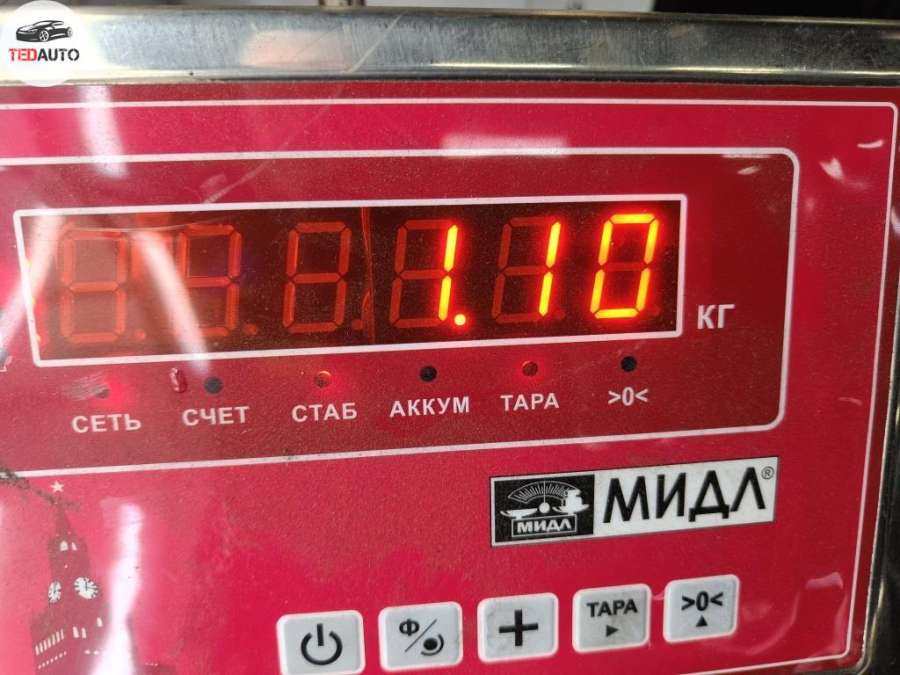 TEDAUTO
1.10
КГ
СЕТЬ СЧЕТ СТАБ АККУМ ТАРА >0<
МИДЛ МИДЛ®
Ф ТАРА >0<